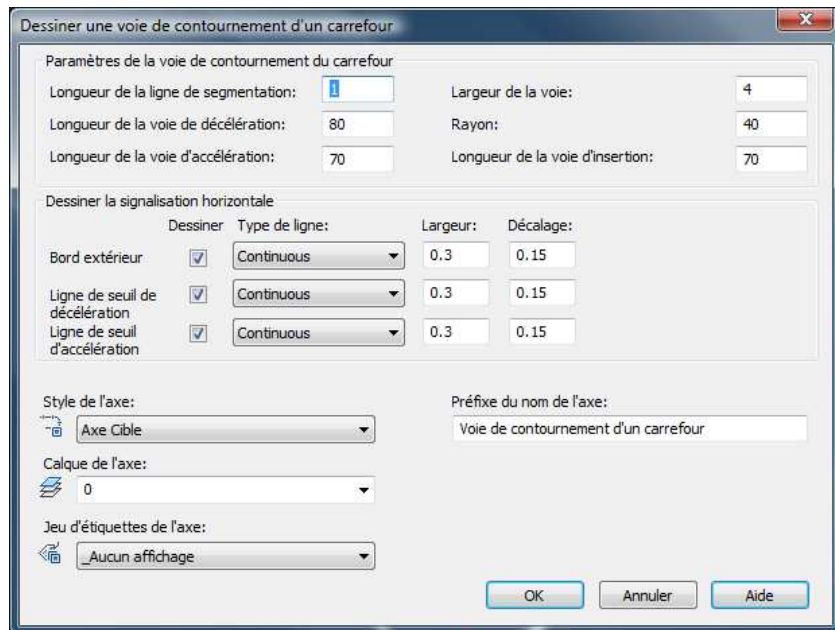 Dessiner une voie de contournement d'un carrefour
Paramètres de la voie de contournement du carrefour
Longueur de la ligne de segmentation: 1 Largeur de la voie: 4
Longueur de la voie de décélération: 80 Rayon: 40
Longueur de la voie d'accélération: 70 Longueur de la voie d'insertion: 70
Dessiner la signalisation horizontale
Dessiner Type de ligne: Largeur: Décalage:
Bord extérieur Continuous 0.3 0.15
Ligne de seuil de
décélération
Continuous 0.3 0.15
Ligne de seuil
d'accélération
Continuous 0.3 0.15
Style de l'axe: Préfixe du nom de l'axe:
Axe Cible Voie de contournement d'un carrefour
Calque de l'axe:
0
Jeu d'étiquettes de l'axe:
_Aucun affichage
OK Annuler Aide